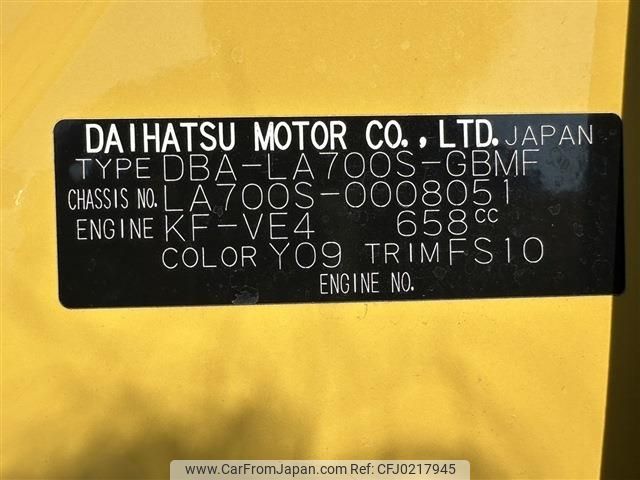 DAIHATSU MOTOR CO., LTD. JAPAN
TYPE DBA-LA700S-GBMF
CHASSIS NO. LA700S-0008051
ENGINE KF-VE4 658cc
COLOR Y09 TRIM FS10
ENGINE NO.
www.CarFromJapan.com - CFJ0217945